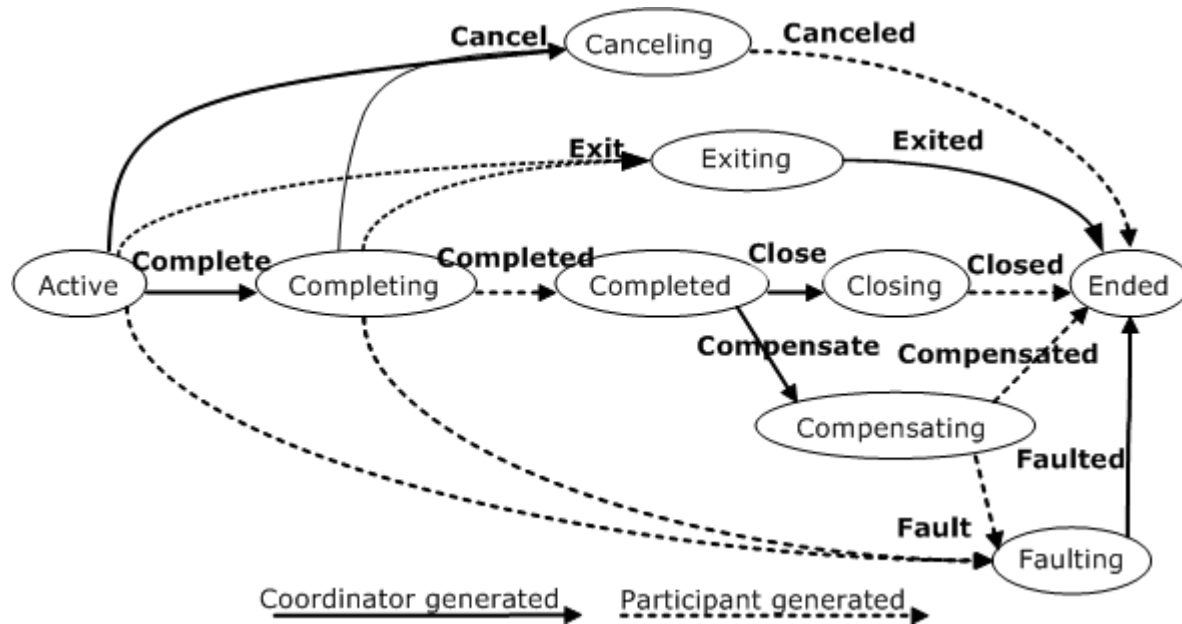 Cancel
Canceling
Canceled
Exit
Exiting
Exited
Active
Complete
Completing
Completed
Completed
Close
Closing
Closed
Ended
Compensate
Compensating
Compensated
Fault
Faulting
Faulted
Coordinator generated
Participant generated